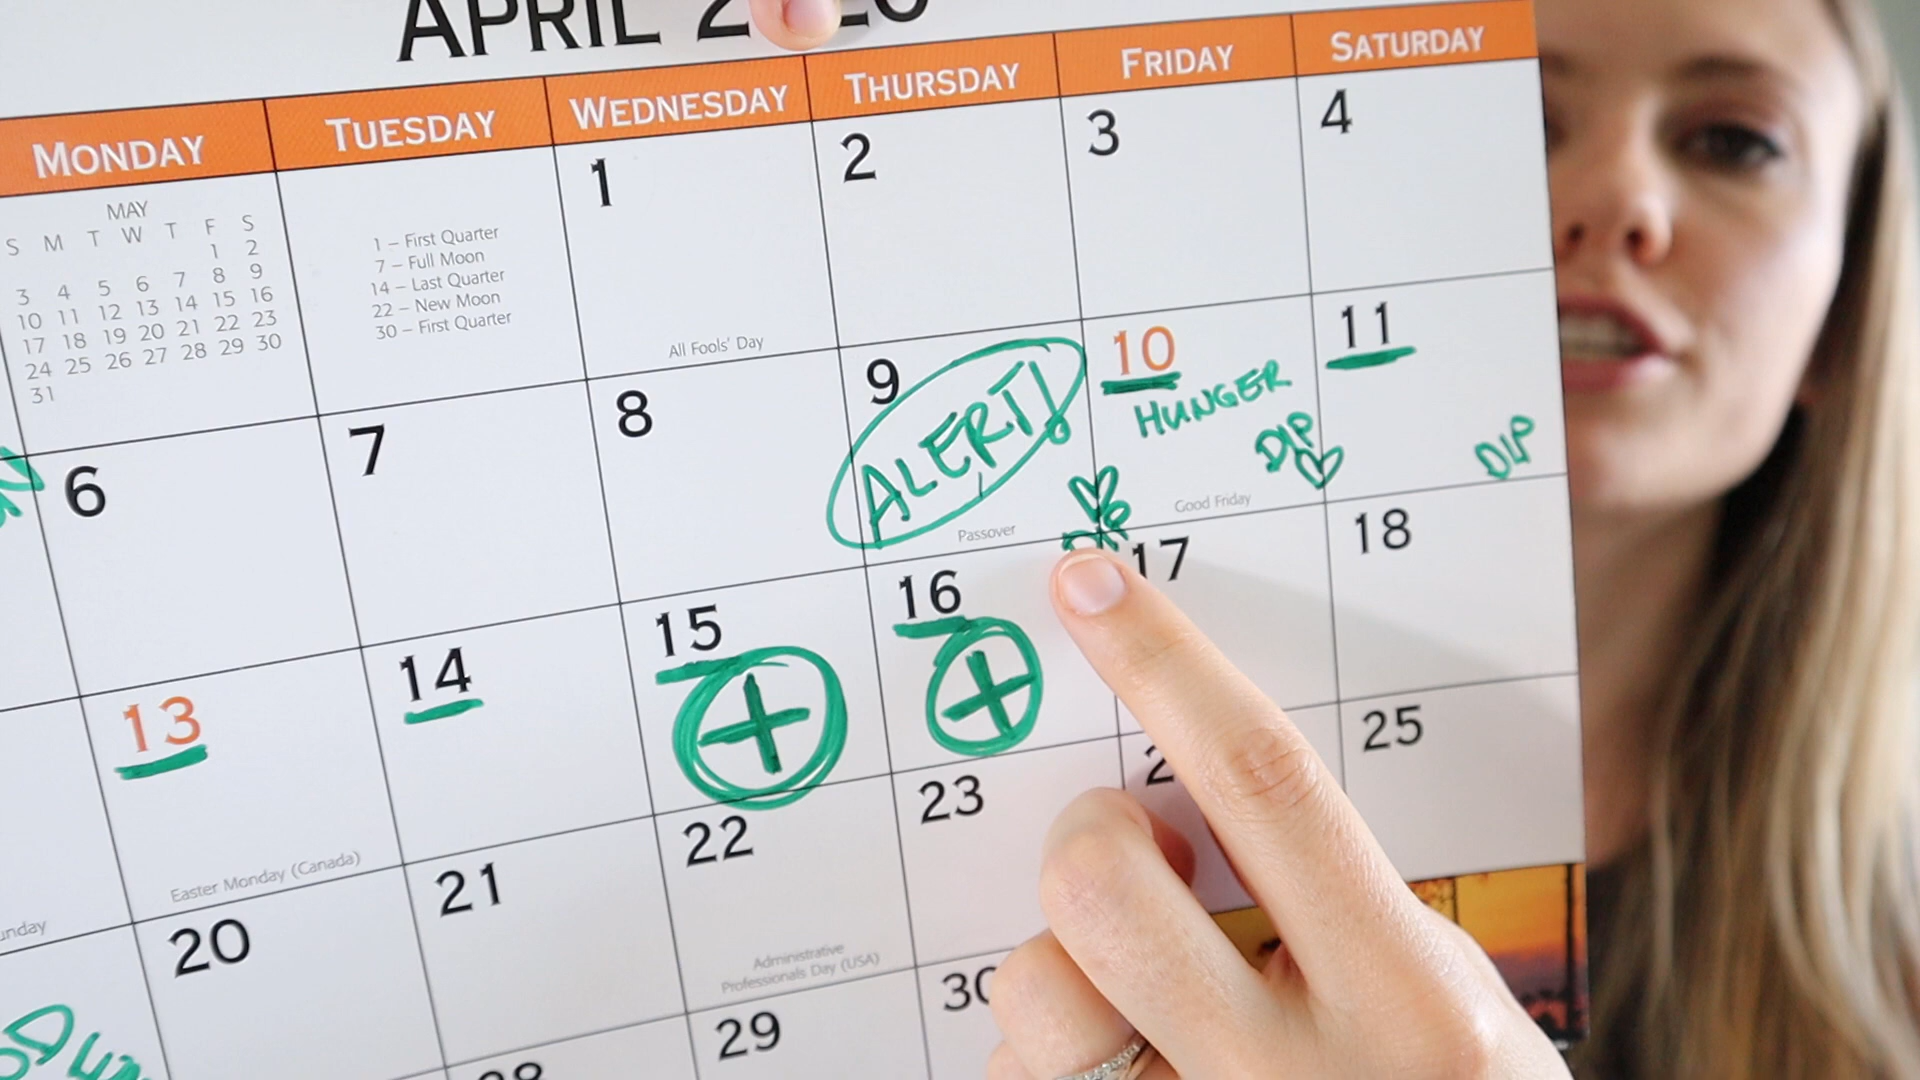 APRIL
MONDAY TUESDAY WEDNESDAY THURSDAY FRIDAY SATURDAY
MAY
S M T W T F S
1 2
3 4 5 6 7 8 9
10 11 12 13 14 15 16
17 18 19 20 21 22 23
24 25 26 27 28 29 30
31
1 – First Quarter
7 – Full Moon
14 – Last Quarter
22 – New Moon
30 – First Quarter
1 2 3 4
All Fools' Day
6 7 8 9 10 11
ALERT!
HUNGER
DIP
DIP
Passover
Good Friday
13 14 15 16 17 18
+ +
Easter Monday (Canada)
20 21 22 23 25
Administrative
Professionals Day (USA)
29 30